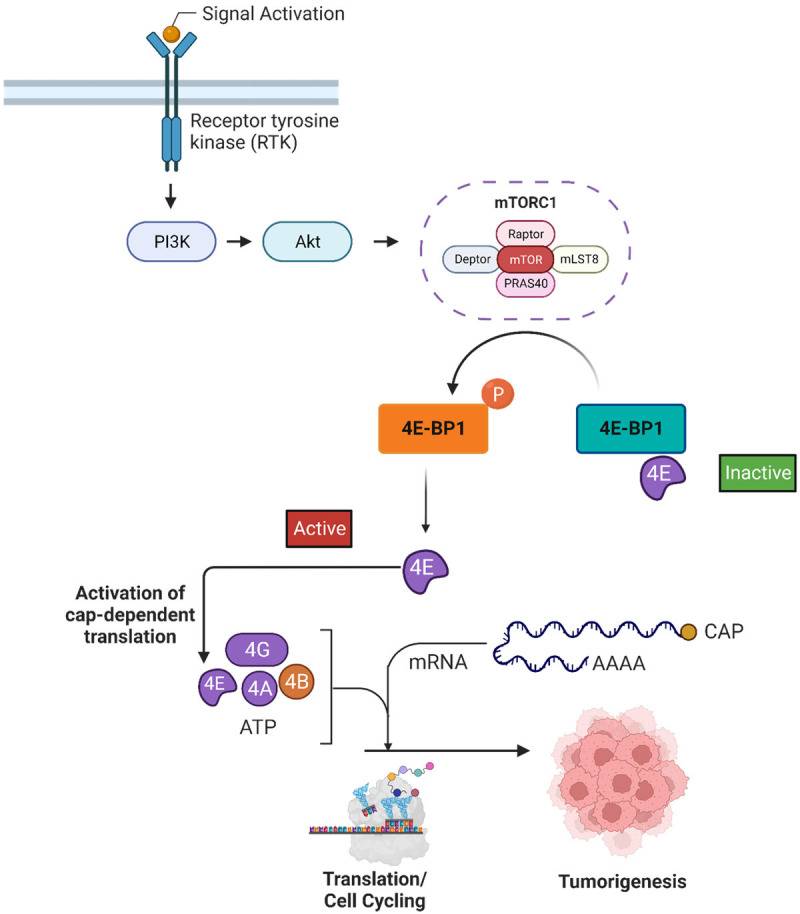 Signal Activation
Receptor tyrosine
kinase (RTK)
mTORC1
PI3K
Akt
Raptor
Deptor
mTOR
mLST8
PRAS40
P
4E-BP1
4E-BP1
4E
Inactive
Active
4E
Activation of
cap-dependent
translation
4G
4E
4A
4B
ATP
mRNA
CAP
AAAA
Translation/
Cell Cycling
Tumorigenesis